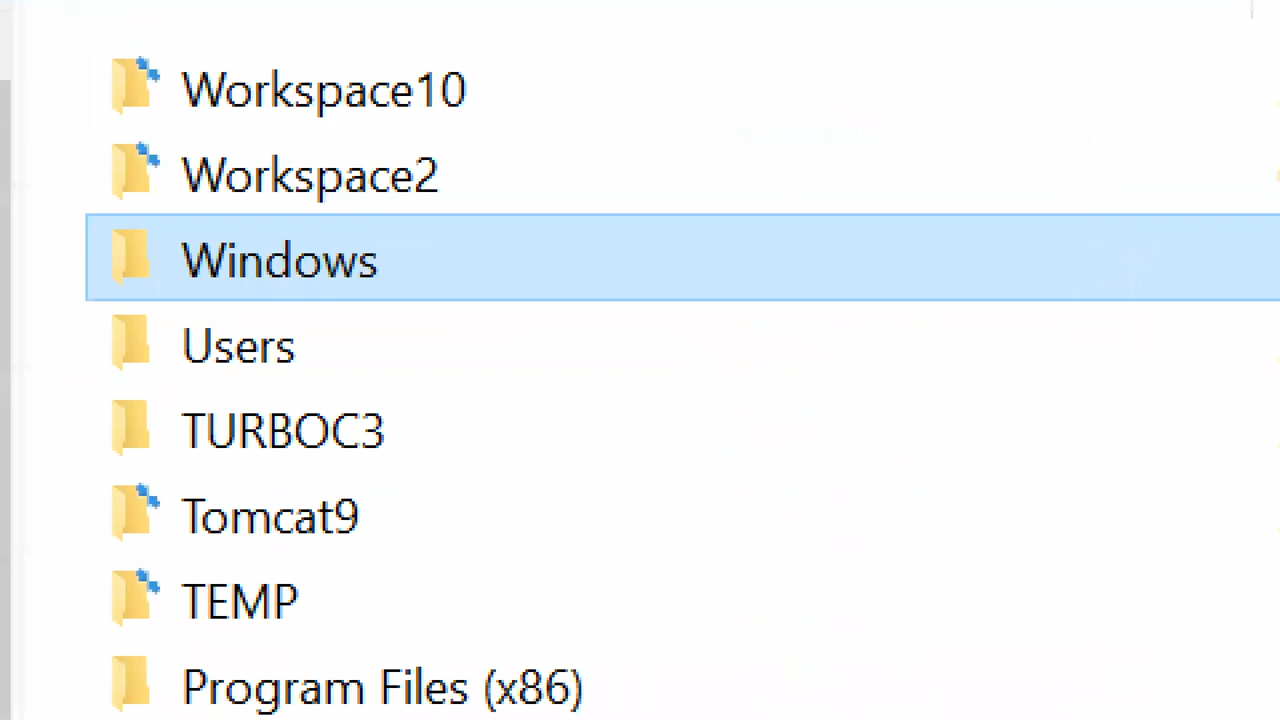 Workspace10
Workspace2
Windows
Users
TURBOC3
Tomcat9
TEMP
Program Files (x86)